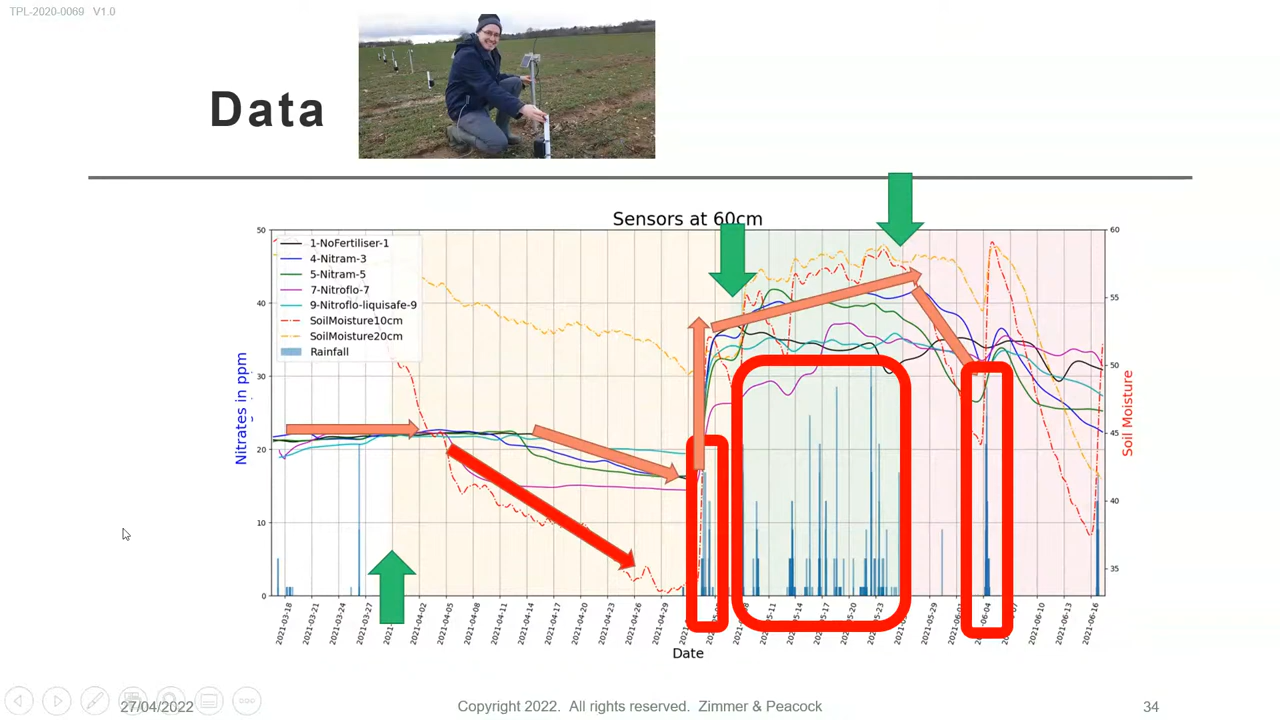 TPL-2020-0069 V1.0
Data
Sensors at 60cm
50
40
30
20
10
0
Nitrates in ppm
1-NoFertiliser-1
4-Nitram-3
5-Nitram-5
7-Nitroflo-7
9-Nitroflo-liquisafe-9
SoilMoisture10cm
SoilMoisture20cm
Rainfall
60
55
50
45
40
35
Soil Moisture
2021-03-18
2021-03-21
2021-03-24
2021-03-27
2021-04-02
2021-04-05
2021-04-08
2021-04-11
2021-04-14
2021-04-17
2021-04-20
2021-04-23
2021-04-26
2021-04-29
2021-05-11
2021-05-14
2021-05-17
2021-05-20
2021-05-23
2021-05-29
2021-06-04
2021-06-10
2021-06-13
2021-06-16
Date
27/04/2022
Copyright 2022. All rights reserved. Zimmer & Peacock
34